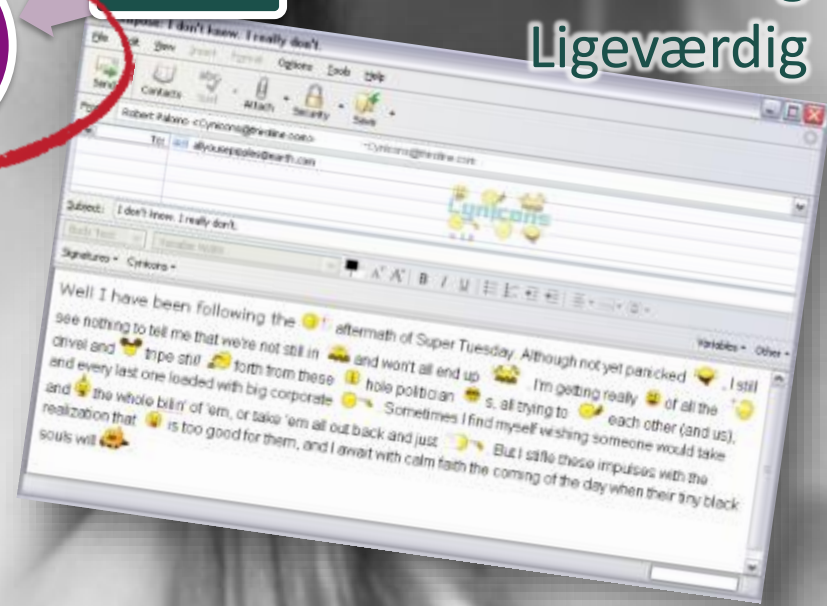 Ligeværdig
I don't know. I really don't.
File Edit View Insert Format Options Tools Help
Send Contacts Attach Security Save
From: Robert Palomo <Cynicons@
To: allyourpeoples@earth.com
Cynicons
Subject: I don't know. I really don't.
Body Text Variable Width
B I U
Signatures Cynicons Variables Other
Well I have been following the aftermath of Super Tuesday. Although not yet panicked , I still
see nothing to tell me that we're not still in and won't all end up . I'm getting really of all the
drivel and tripe still forth from these hole politician s, all trying to each other (and us),
and every last one loaded with big corporate . Sometimes I find myself wishing someone would take
and the whole bilin' of 'em, or take 'em all out back and just . But I stifle these impulses with the
realization that is too good for them, and I await with calm faith the coming of the day when their tiny black
souls will